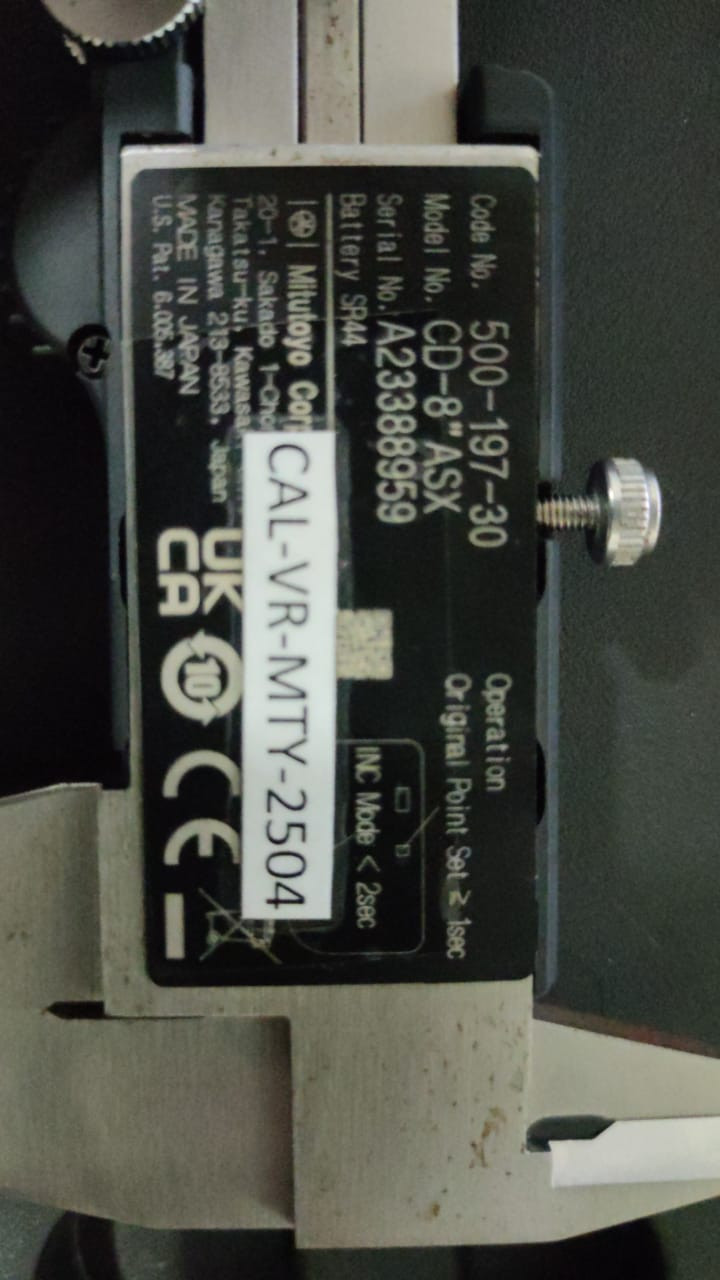 Code No. 500-197-30
Model No. CD-8" ASX
Serial No. A23388959
Battery SR44
Mitutoyo Corp
20-1, Sakado 1-Cho
Takatsu-ku, Kawasa
Kanagawa 213-8533, Japan
MADE IN JAPAN
U.S. Pat. 6,005,387
Operation
Original Point Set ≥ 1sec
INC Mode < 2sec
CAL-VR-MTY-2504
UK
CA
10
CE